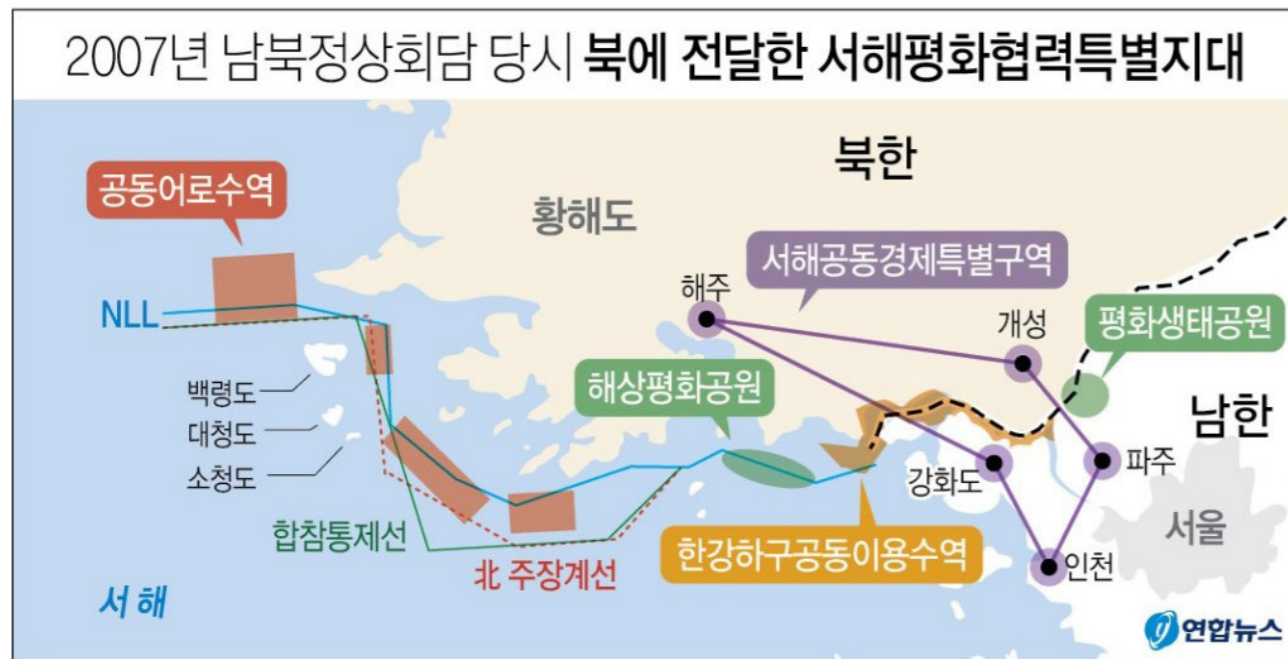 2007년 남북정상회담 당시 북에 전달한 서해평화협력특별지대
북한
공동어로수역
황해도
서해공동경제특별구역
해주
NLL
개성
평화생태공원
백령도
해상평화공원
남한
대청도
소청도
강화도
파주
합참통제선
서울
한강하구공동이용수역
北 주장계선
인천
서해
연합뉴스